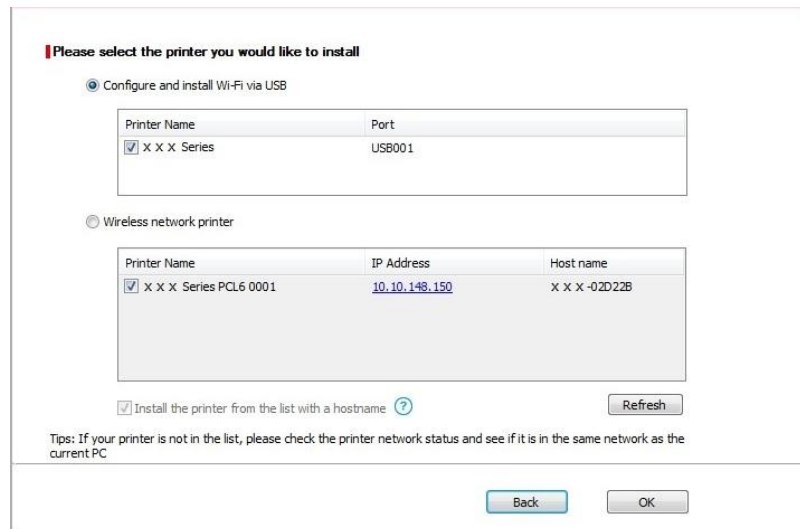 Please select the printer you would like to install
Configure and install Wi-Fi via USB
Printer Name Port
X X X Series USB001
Wireless network printer
Printer Name IP Address Host name
X X X Series PCL6 0001 10.10.148.150 X X X -02D22B
Install the printer from the list with a hostname ? Refresh
Tips: If your printer is not in the list, please check the printer network status and see if it is in the same network as the
current PC
Back OK